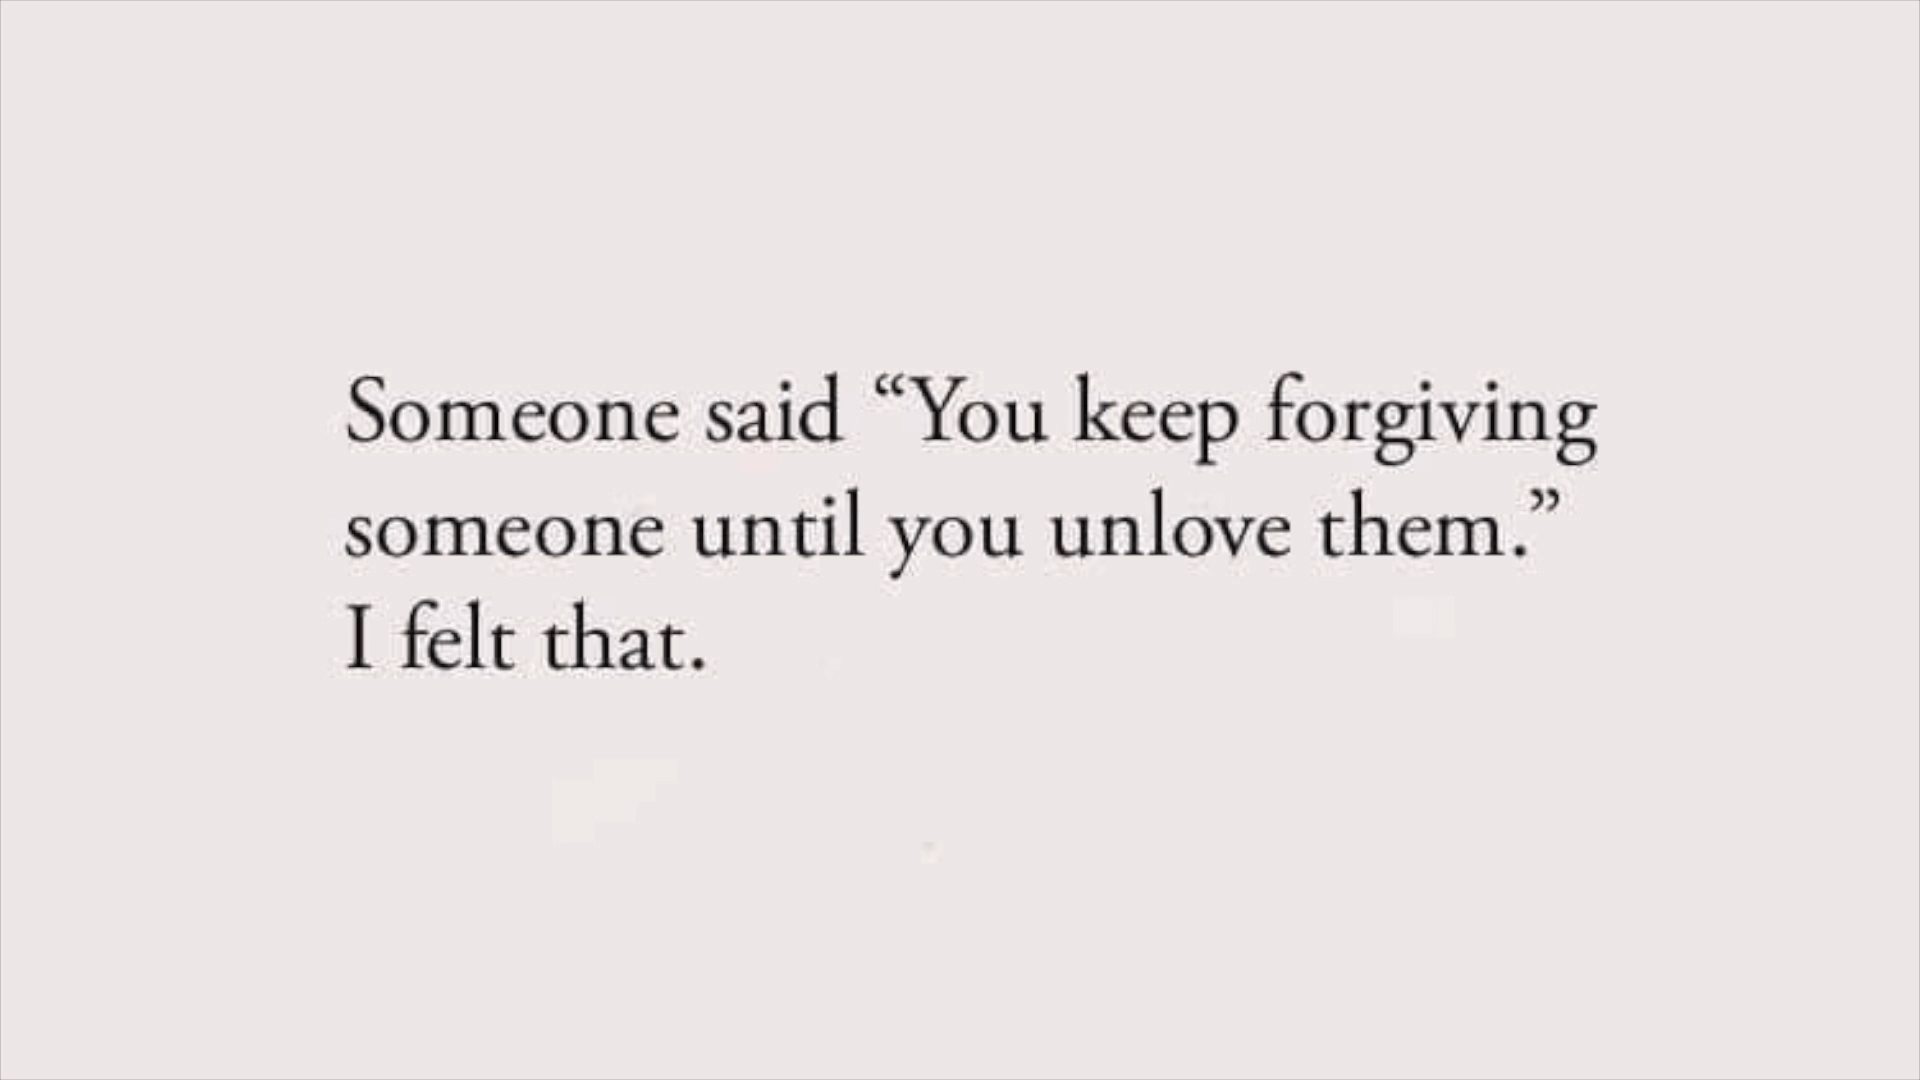 Someone said “You keep forgiving
someone until you unlove them.”
I felt that.